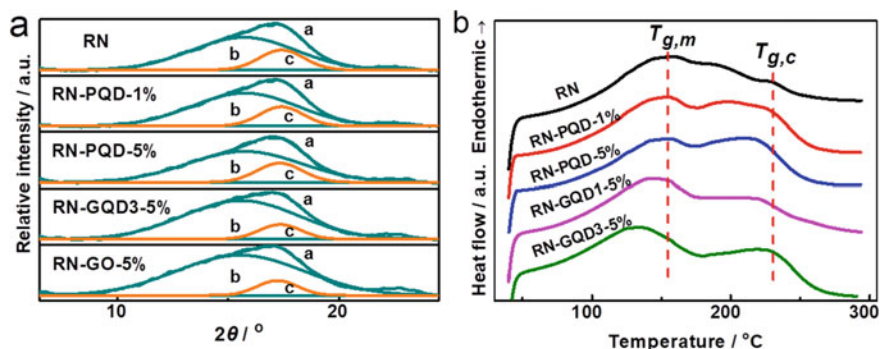 a
RN
a
b
c
RN-PQD-1%
a
b
c
RN-PQD-5%
a
b
c
RN-GQD3-5%
a
b
c
RN-GO-5%
a
b
c
10
20
2θ / °
Relative intensity / a.u.
b
Tg,m
Tg,c
RN
RN-PQD-1%
RN-PQD-5%
RN-GQD1-5%
RN-GQD3-5%
100
200
300
Temperature / °C
Heat flow / a.u. Endothermic →